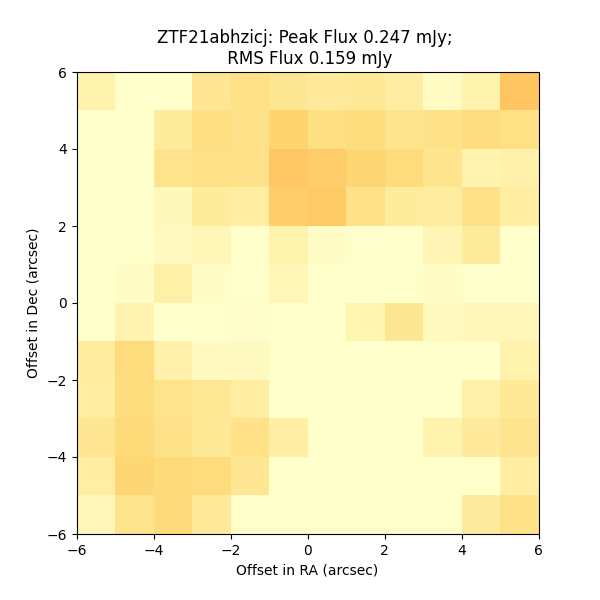 ZTF21abhzicj: Peak Flux 0.247 mJy;
RMS Flux 0.159 mJy
6
4
2
0
−2
−4
−6
Offset in Dec (arcsec)
−6 −4 −2 0 2 4 6
Offset in RA (arcsec)